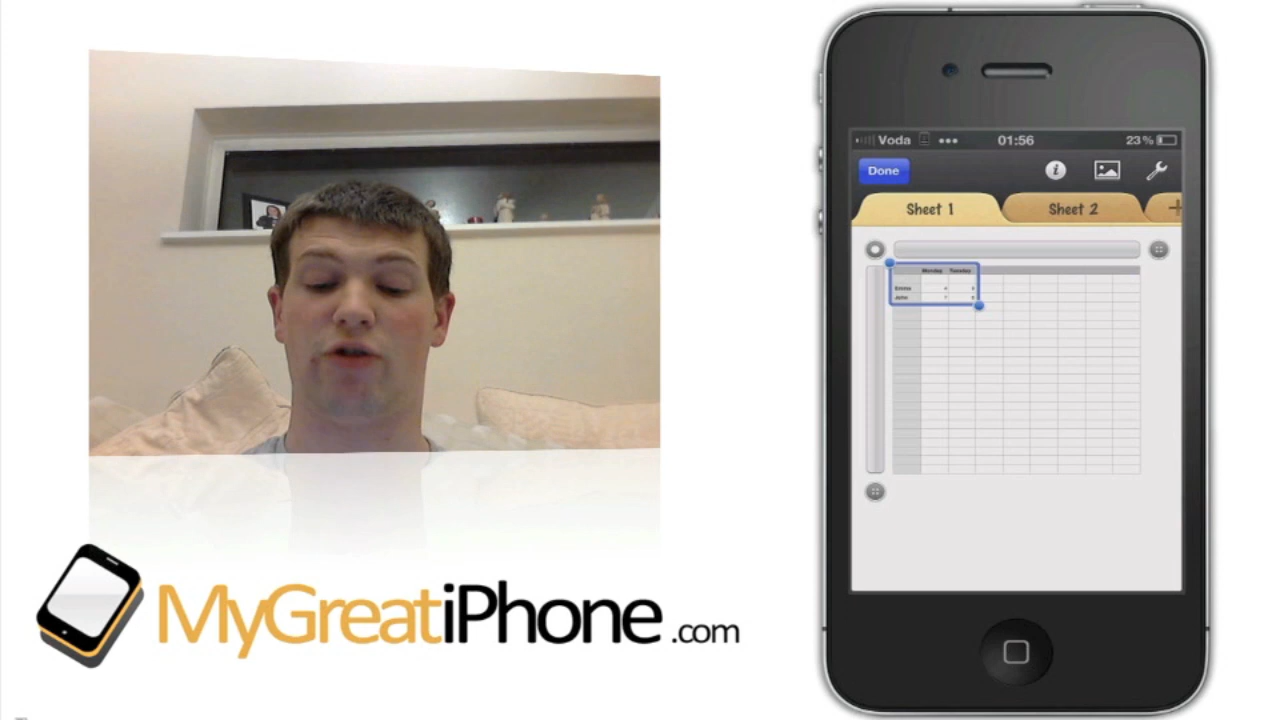 Voda 01:56 23%
Done
Sheet 1 Sheet 2 +
Monday Tuesday
Emma
John
MyGreatiPhone.com